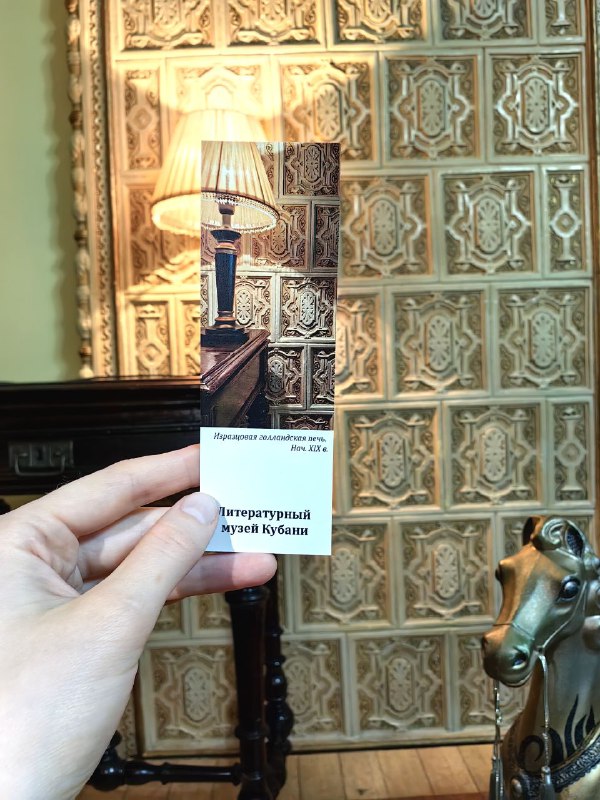 Изразцовая голландская печь.
Нач. XIX в.
Литературный
музей Кубани